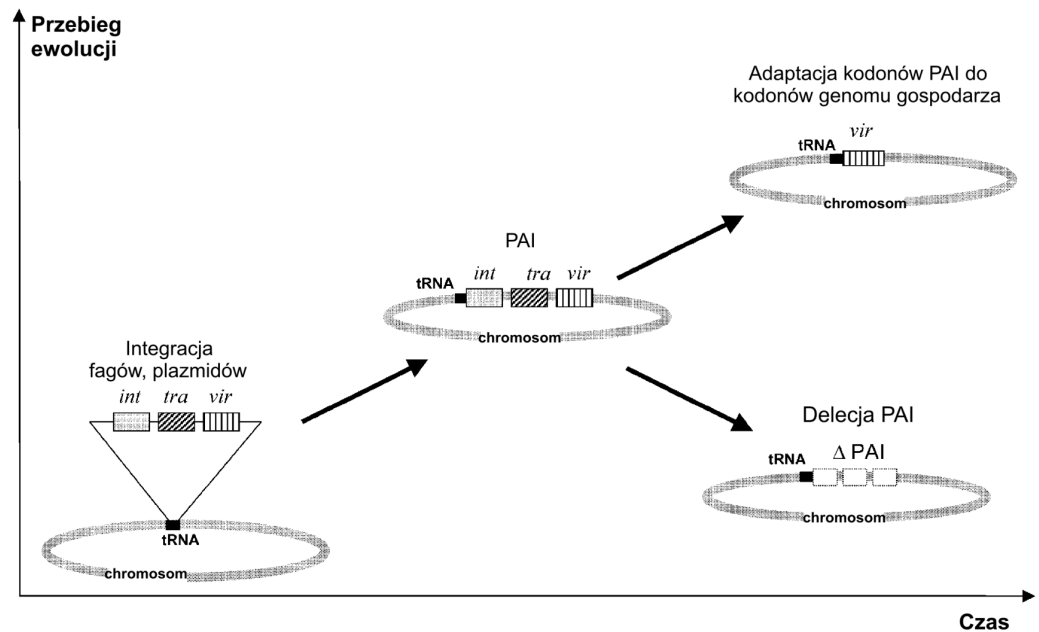 Przebieg
ewolucji
Adaptacja kodonów PAI do
kodonów genomu gospodarza
vir
tRNA
chromosom
PAI
int tra vir
tRNA
chromosom
Integracja
fagów, plazmidów
int tra vir
tRNA
chromosom
Delecja PAI
Δ PAI
tRNA
chromosom
Czas